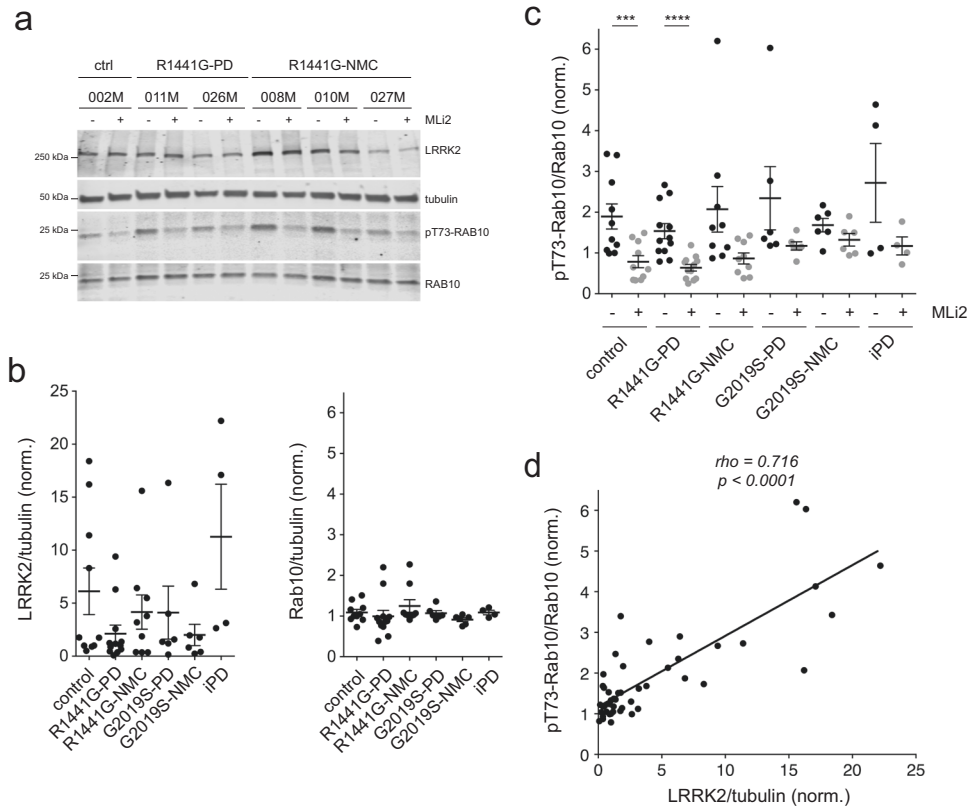 a
ctrl R1441G-PD R1441G-NMC
002M 011M 026M 008M 010M 027M
- + - + - + - + - + - + MLi2
250 kDa LRRK2
50 kDa tubulin
25 kDa pT73-RAB10
25 kDa RAB10
b
LRRK2/tubulin (norm.)
25
20
15
10
5
0
control R1441G-PD R1441G-NMC G2019S-PD G2019S-NMC iPD
Rab10/tubulin (norm.)
6
5
4
3
2
1
0
control R1441G-PD R1441G-NMC G2019S-PD G2019S-NMC iPD
c
*** ****
pT73-Rab10/Rab10 (norm.)
6
5
4
3
2
1
0
- + - + - + - + - + - + MLi2
control R1441G-PD R1441G-NMC G2019S-PD G2019S-NMC iPD
d
rho = 0.716
p < 0.0001
pT73-Rab10/Rab10 (norm.)
6
5
4
3
2
1
0
0 5 10 15 20 25
LRRK2/tubulin (norm.)